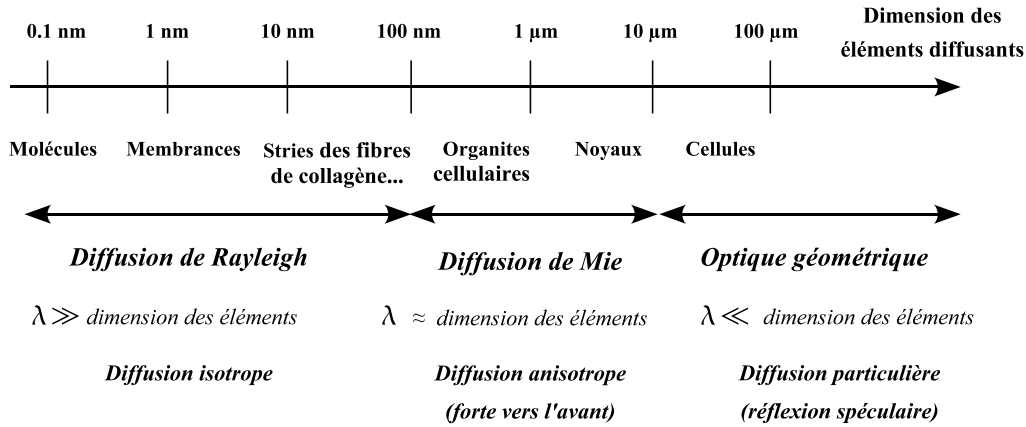 0.1 nm 1 nm 10 nm 100 nm 1 µm 10 µm 100 µm Dimension des
éléments diffusants
Molécules Membrances Stries des fibres Organites Noyaux Cellules
de collagène... cellulaires
Diffusion de Rayleigh Diffusion de Mie Optique géométrique
λ≫ dimension des éléments λ ≈ dimension des éléments λ≪ dimension des éléments
Diffusion isotrope Diffusion anisotrope Diffusion particulière
(forte vers l'avant) (réflexion spéculaire)